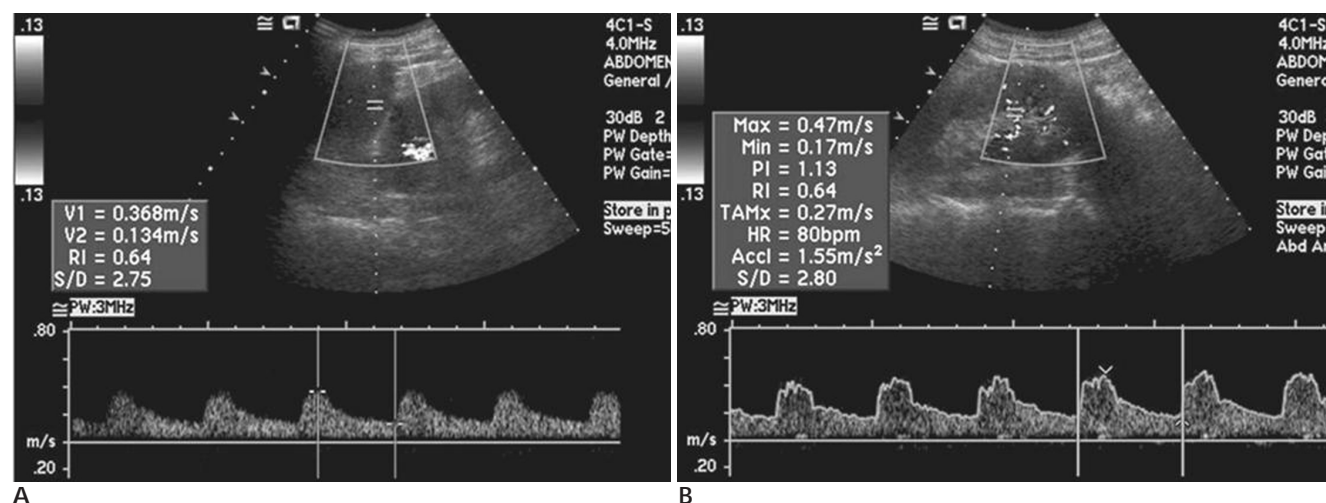 .13
4C1-S
4.0MHz
ABDOMEN
General /
30dB 2
PW Depth
PW Gate=
PW Gain=
.13
Store in p
Sweep=5
V1 = 0.368m/s
V2 = 0.134m/s
RI = 0.64
S/D = 2.75
PW:3MHz
.80
m/s
.20
A
.13
4C1-S
4.0MHz
ABDOM
Genera
30dB
PW Dep
PW Gat
PW Gai
.13
Store i
Sweep
Abd Ar
Max = 0.47m/s
Min = 0.17m/s
PI = 1.13
RI = 0.64
TAMx = 0.27m/s
HR = 80bpm
Accl = 1.55m/s²
S/D = 2.80
PW:3MHz
.80
m/s
.20
B